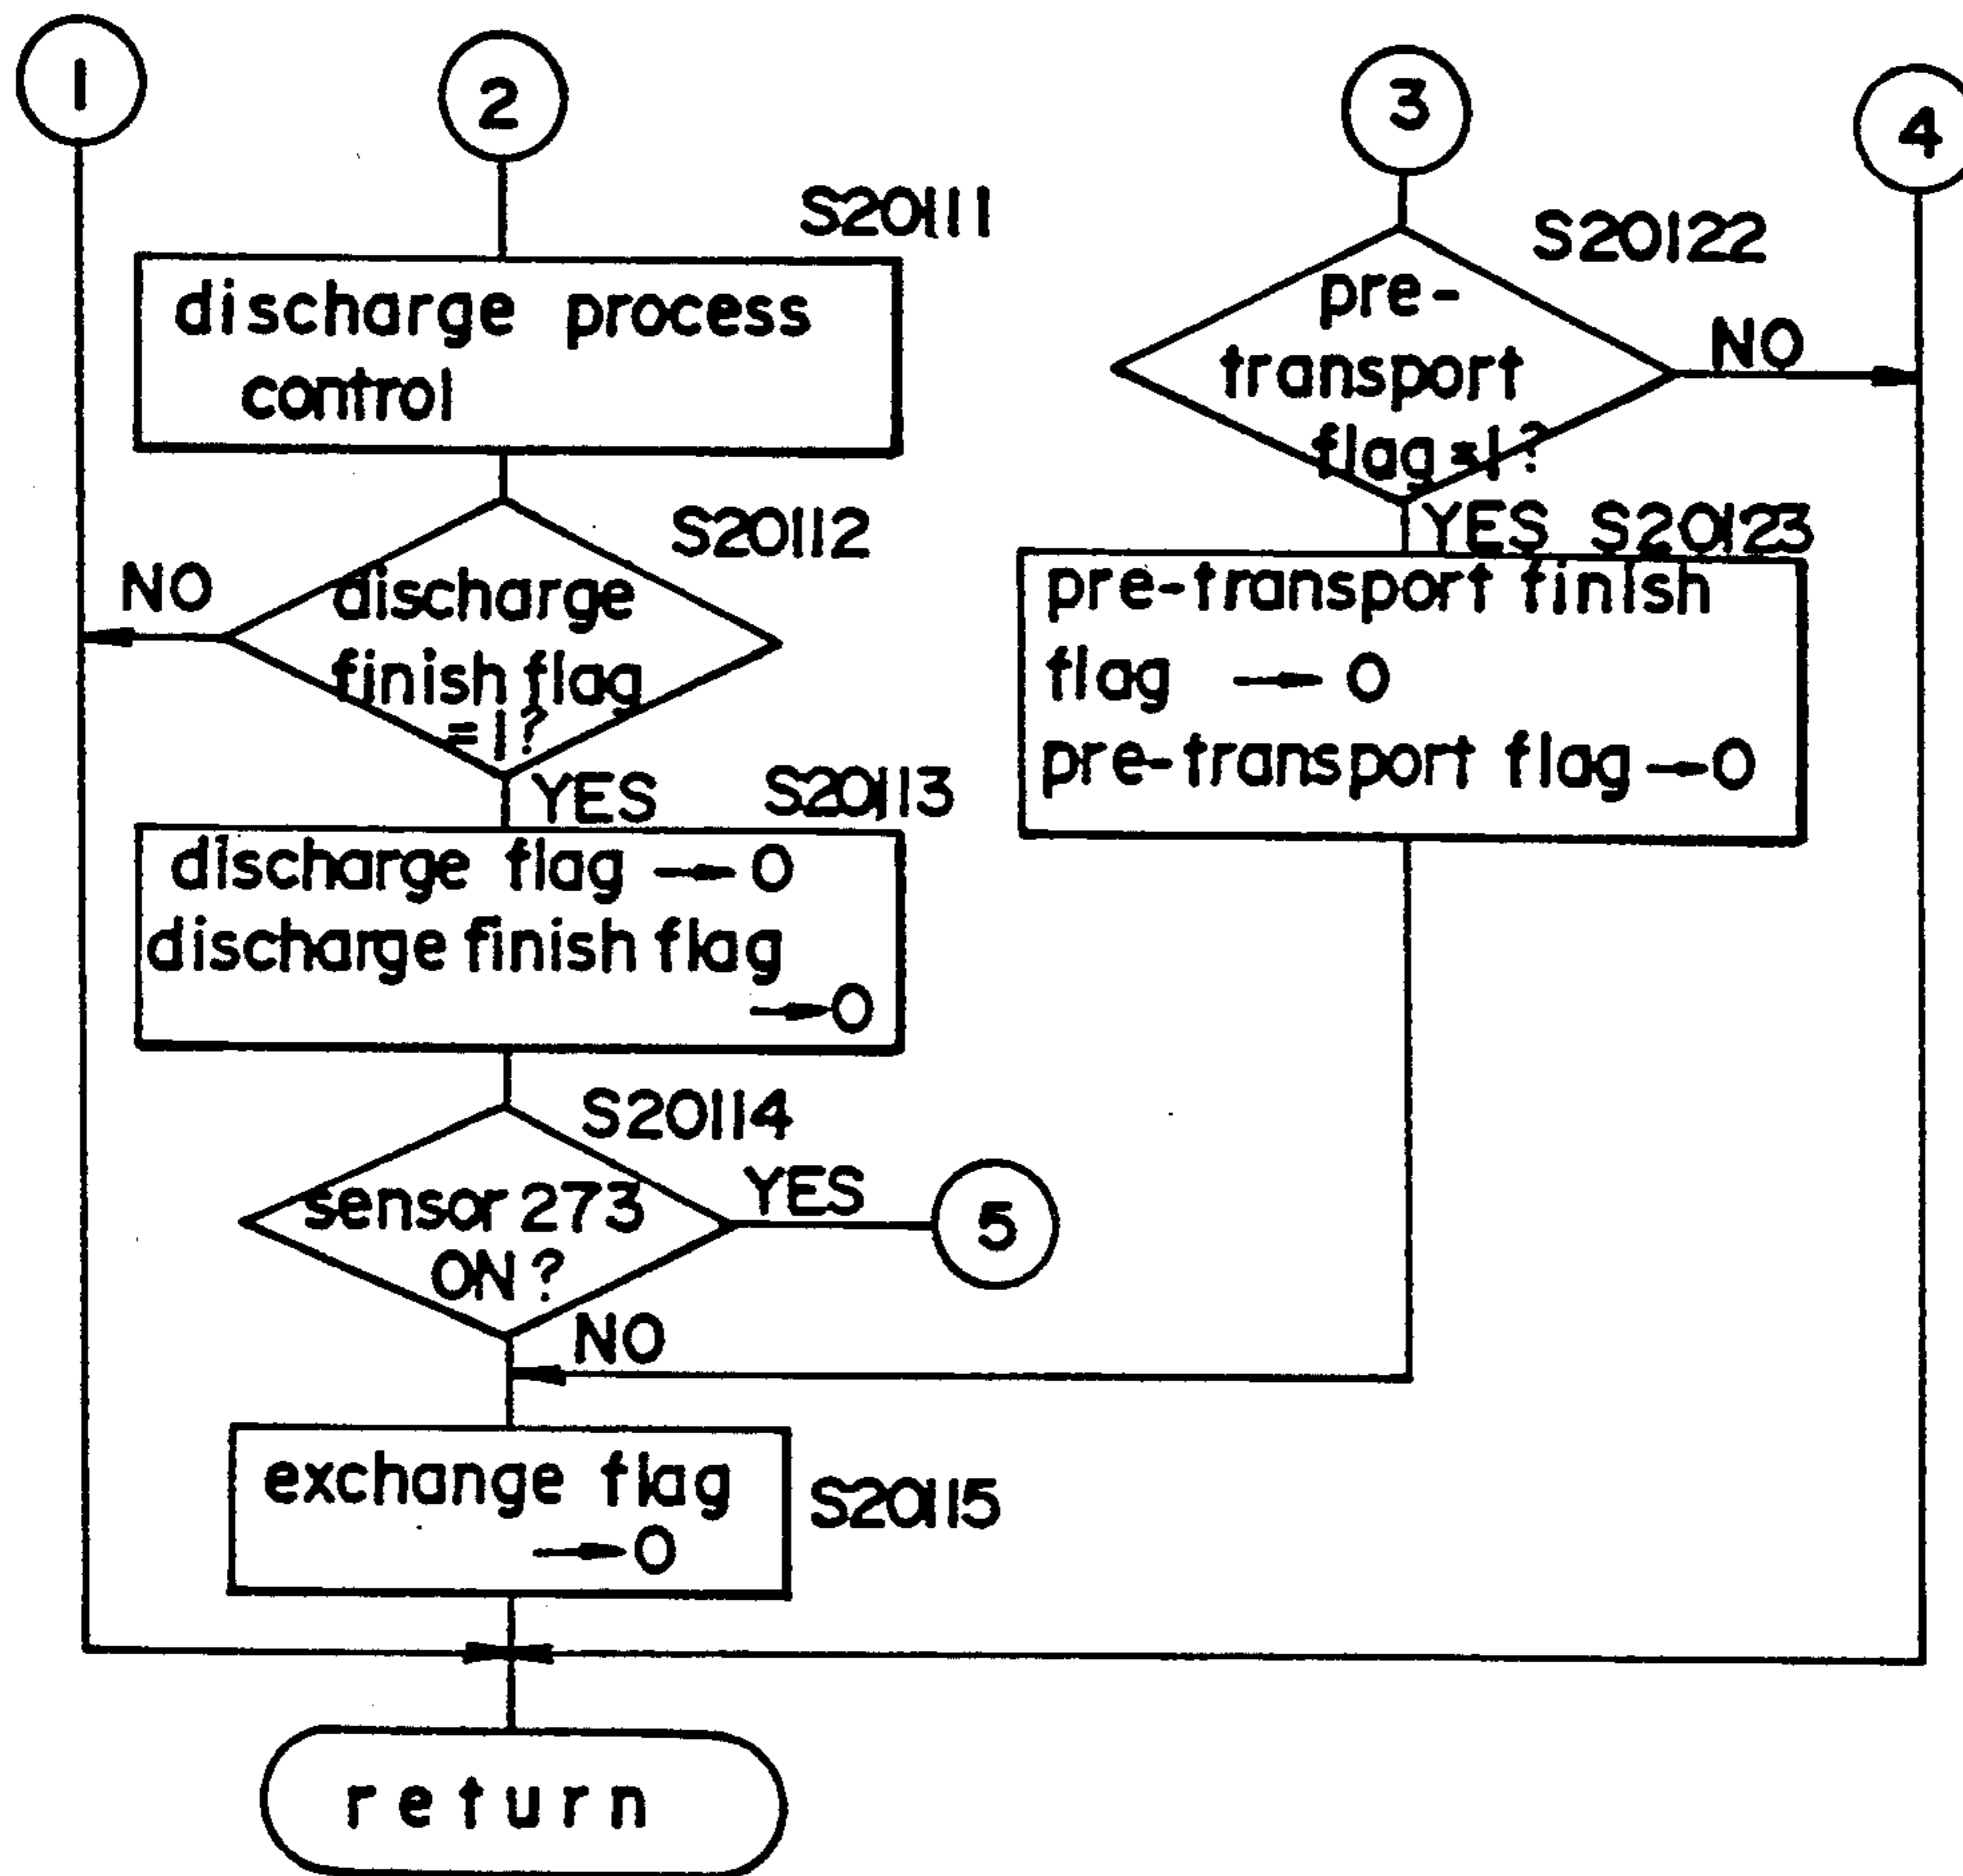 1
2
3
4
S20111
discharge process
control
S20112
NO
discharge
finish flag
=1?
YES
S20113
discharge flag → 0
discharge finish flag
→0
S20114
sensor 273
ON?
YES
5
NO
exchange flag
→0
S20115
return
S20122
pre-
transport
flag=1?
NO
YES S20123
pre-transport finish
flag → 0
pre-transport flag→0